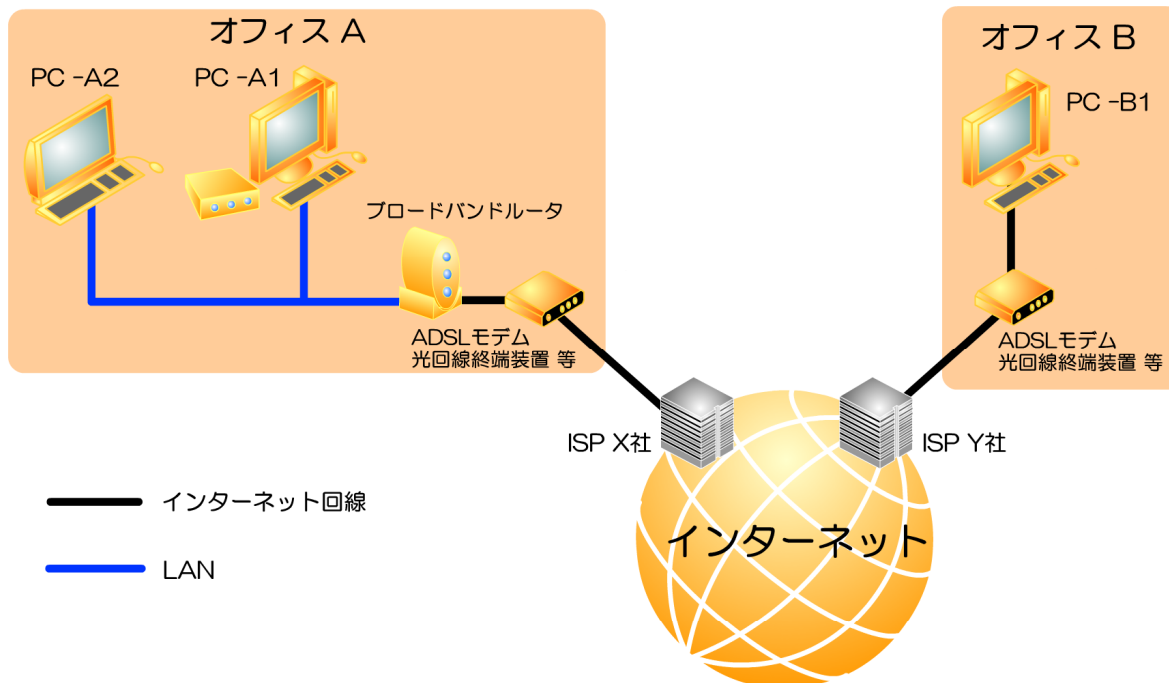 オフィス A
PC -A2
PC -A1
ブロードバンドルータ
ADSLモデム
光回線終端装置 等
オフィス B
PC -B1
ADSLモデム
光回線終端装置 等
ISP X社
ISP Y社
インターネット
インターネット回線
LAN